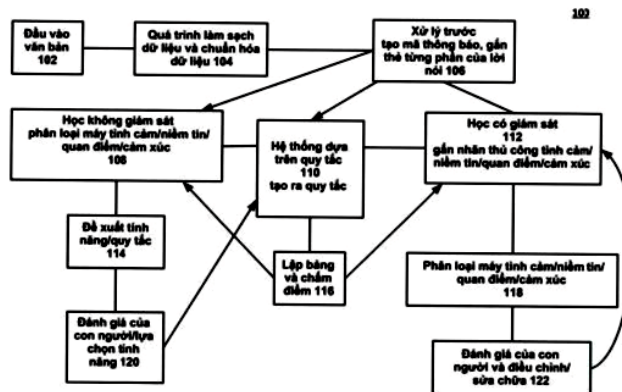 100
Đầu vào
văn bản
102
Quá trình làm sạch
dữ liệu và chuẩn hóa
dữ liệu 104
Xử lý trước
tạo mã thông báo, gắn
thẻ từng phần của lời
nói 106
Học không giám sát
phân loại máy tình cảm/niềm tin/
quan điểm/cảm xúc
108
Hệ thống dựa
trên quy tắc
110
tạo ra quy tắc
Học có giám sát
112
gắn nhãn thủ công tình cảm/
niềm tin/quan điểm/cảm xúc
Đề xuất tính
năng/quy tắc
114
Lập bảng
và chấm
điểm 116
Phân loại máy tình cảm/niềm tin/
quan điểm/cảm xúc
118
Đánh giá của
con người/lựa
chọn tính
năng 120
Đánh giá của con
người và điều chỉnh/
sửa chữa 122